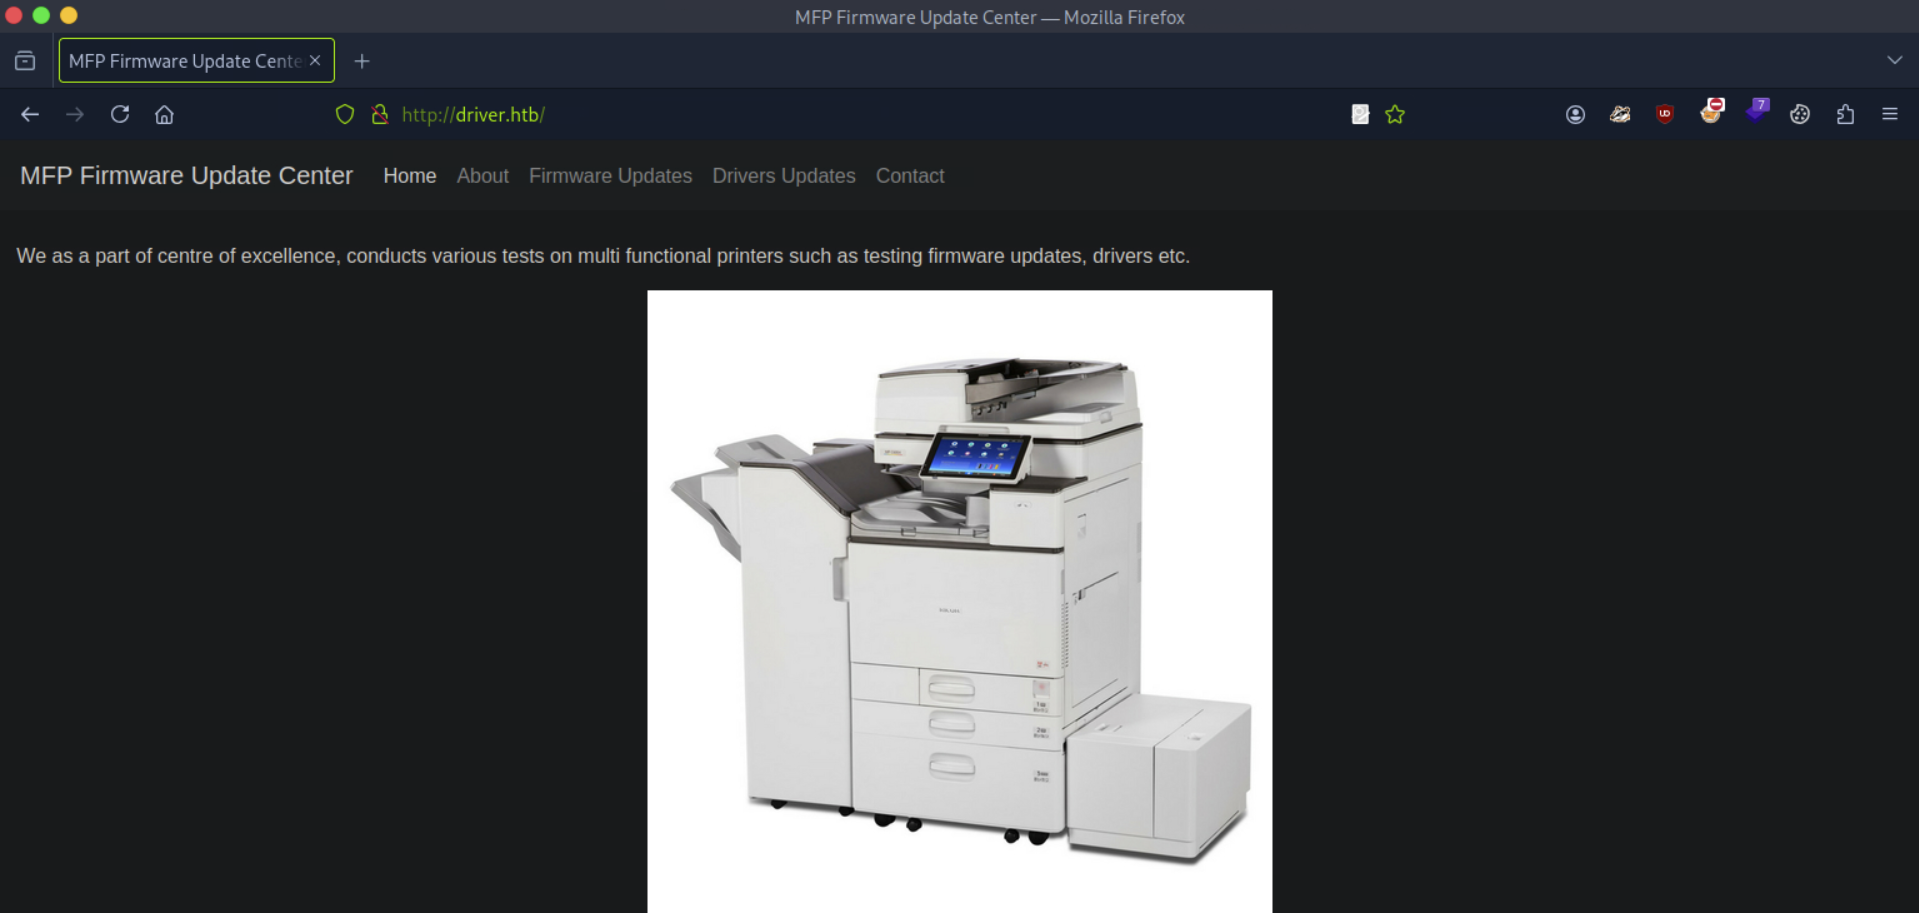 MFP Firmware Update Center — Mozilla Firefox
MFP Firmware Update Cente
http://driver.htb/
7
MFP Firmware Update Center Home About Firmware Updates Drivers Updates Contact
We as a part of centre of excellence, conducts various tests on multi functional printers such as testing firmware updates, drivers etc.